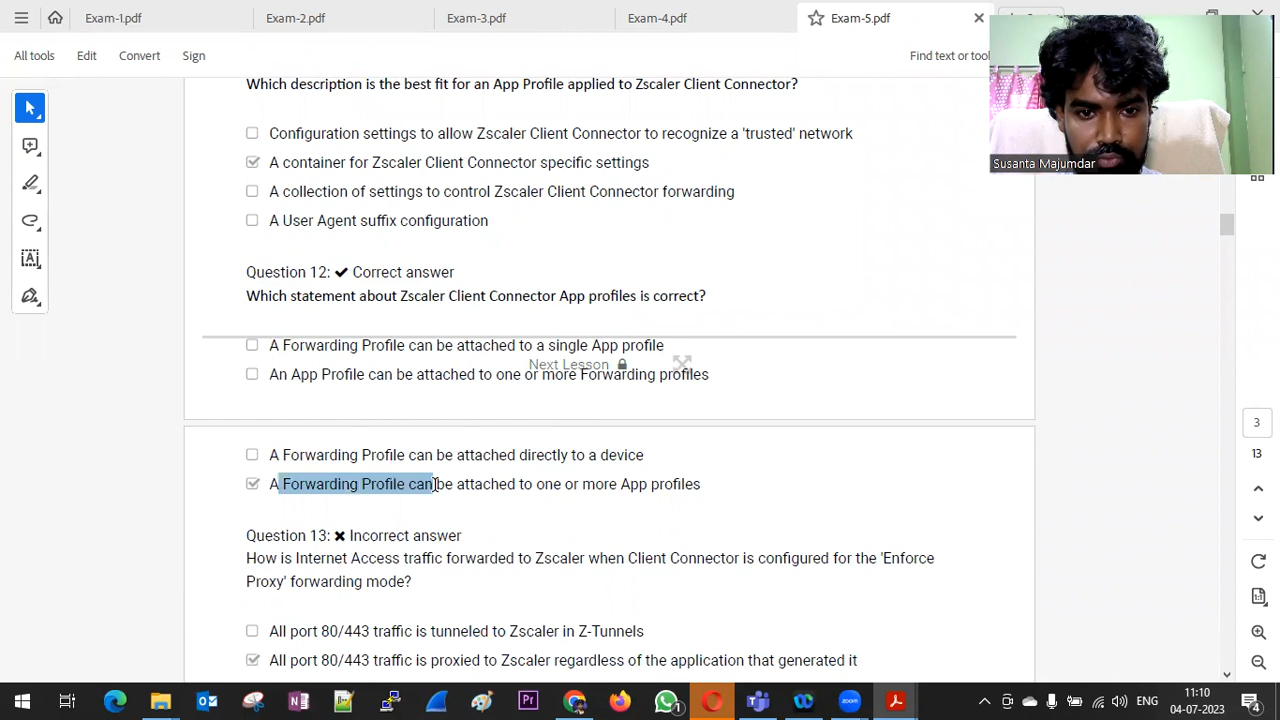 Exam-1.pdf
Exam-2.pdf
Exam-3.pdf
Exam-4.pdf
Exam-5.pdf
All tools
Edit
Convert
Sign
Find text or too
Susanta Majumdar
Which description is the best fit for an App Profile applied to Zscaler Client Connector?
Configuration settings to allow Zscaler Client Connector to recognize a 'trusted' network
A container for Zscaler Client Connector specific settings
A collection of settings to control Zscaler Client Connector forwarding
A User Agent suffix configuration
Question 12: ✔ Correct answer
Which statement about Zscaler Client Connector App profiles is correct?
A Forwarding Profile can be attached to a single App profile
Next Lesson
An App Profile can be attached to one or more Forwarding profiles
A Forwarding Profile can be attached directly to a device
A Forwarding Profile can be attached to one or more App profiles
Question 13: ✖ Incorrect answer
How is Internet Access traffic forwarded to Zscaler when Client Connector is configured for the 'Enforce
Proxy' forwarding mode?
All port 80/443 traffic is tunneled to Zscaler in Z-Tunnels
All port 80/443 traffic is proxied to Zscaler regardless of the application that generated it
3
13
1:1
Pr
1
ENG
11:10
04-07-2023
4